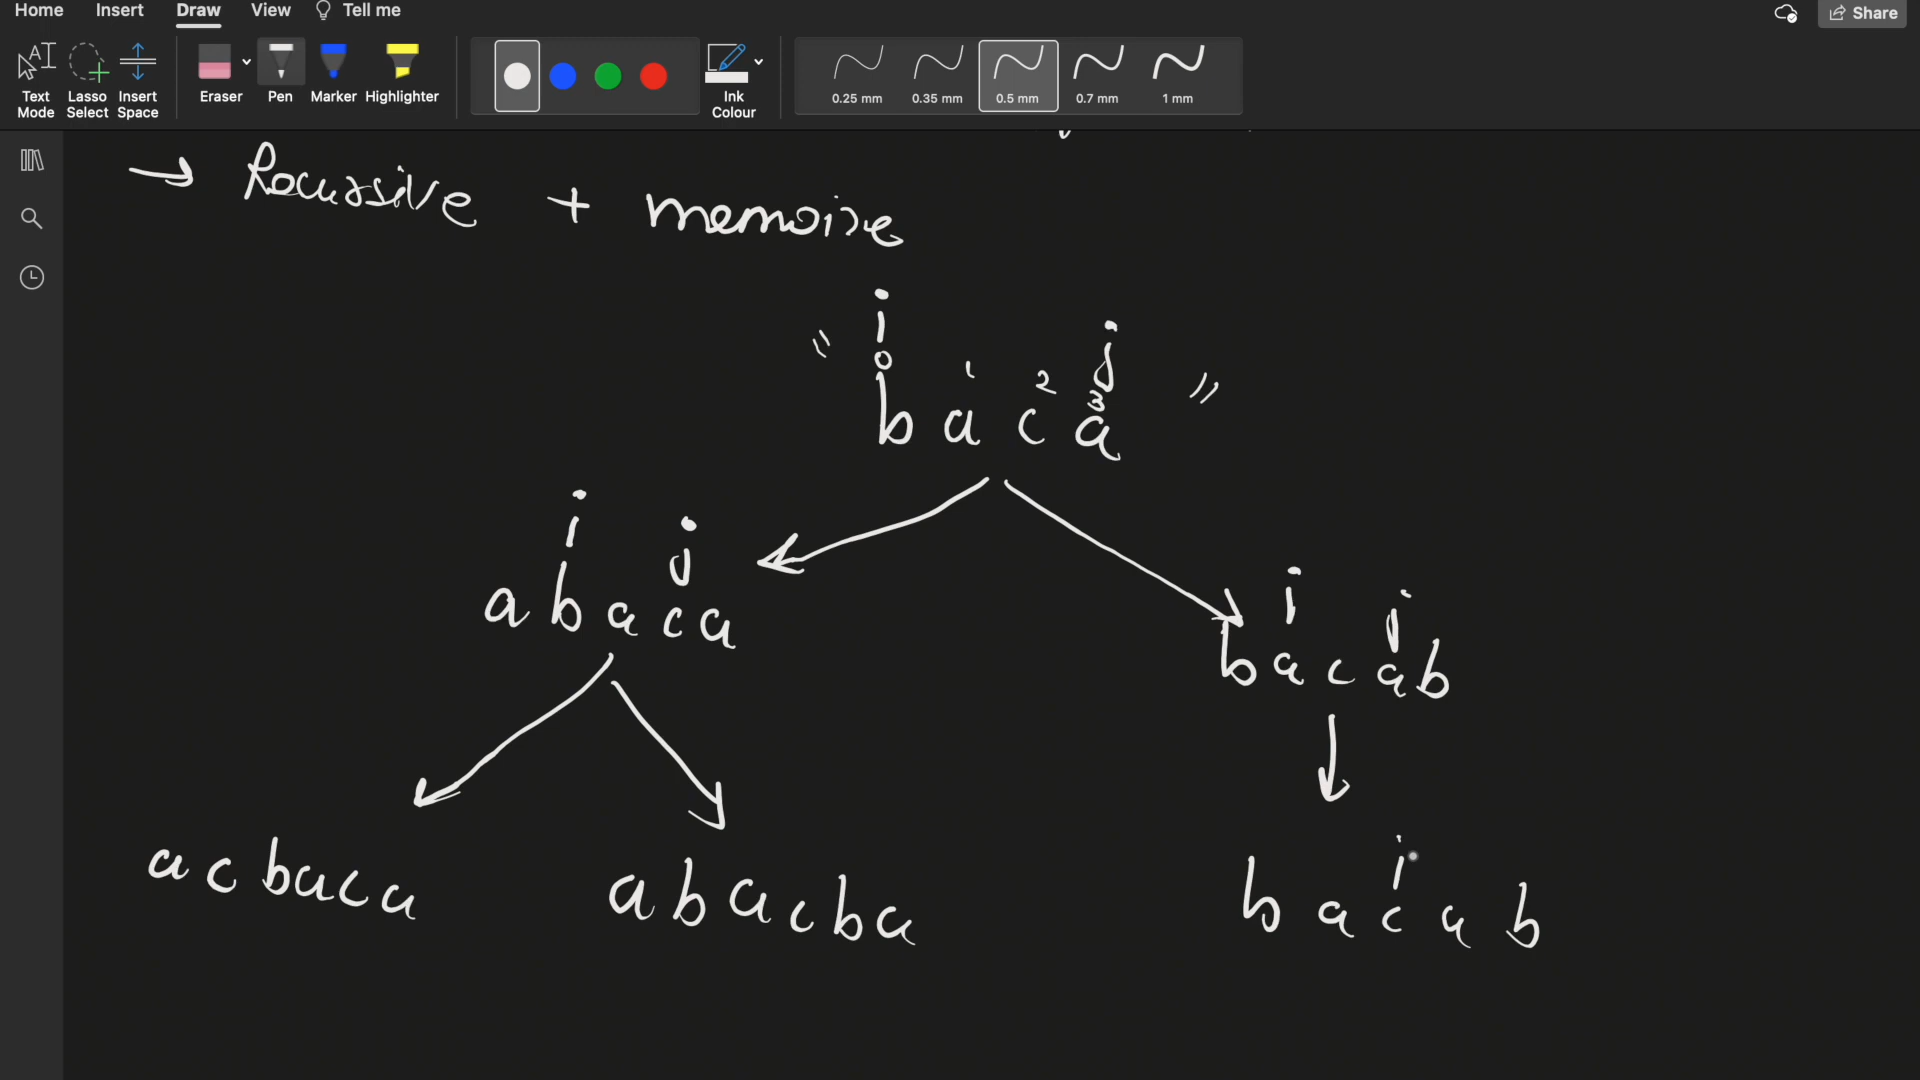 Home Insert Draw View Tell me Share
Text Mode Lasso Select Insert Space Eraser Pen Marker Highlighter Ink Colour 0.25 mm 0.35 mm 0.5 mm 0.7 mm 1 mm
→ Recussive + memoize
i j
" 0 1 2 3 "
b a c a
i j
a b a c a
i j
b a c a b
a c b a c a
a b a c b a
i
b a c a b